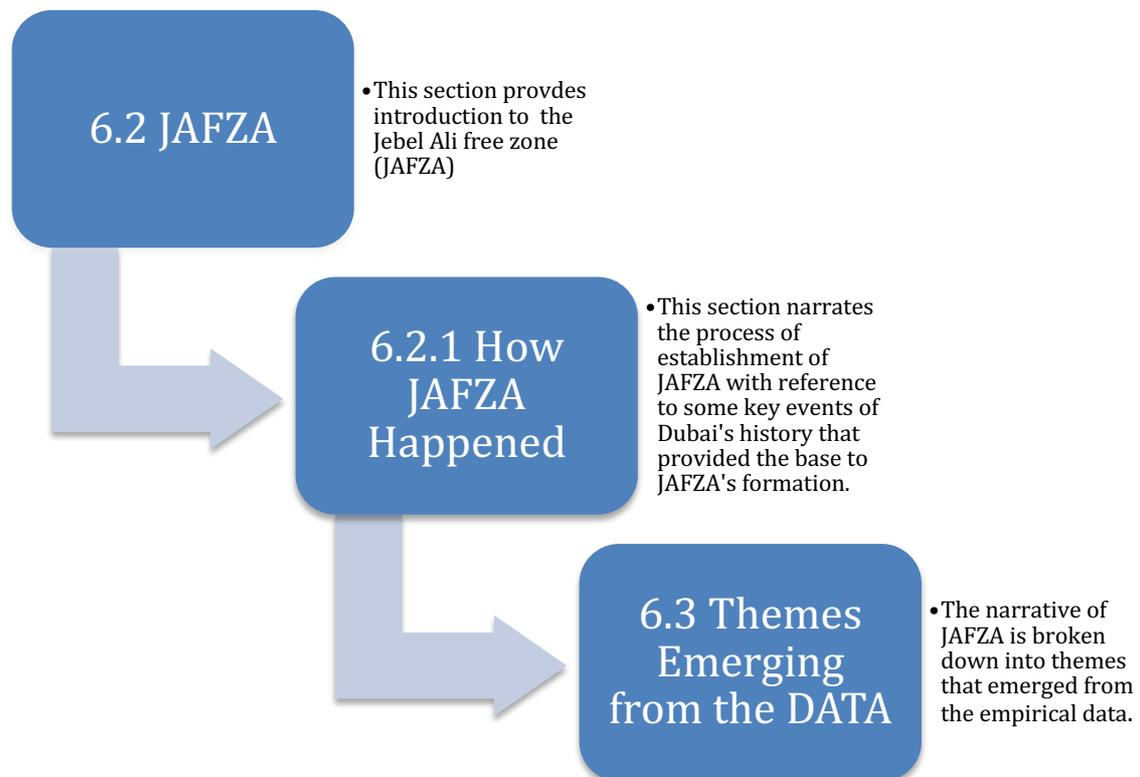 6.2 JAFZA
•This section provdes
introduction to  the
Jebel Ali free zone
(JAFZA)
6.2.1 How
JAFZA
Happened
•This section narrates
the process of
establishment of
JAFZA with reference
to some key events of
Dubai's history that
provided the base to
JAFZA's formation.
6.3 Themes
Emerging
from the DATA
•The narrative of
JAFZA is broken
down into themes
that emerged from
the empirical data.